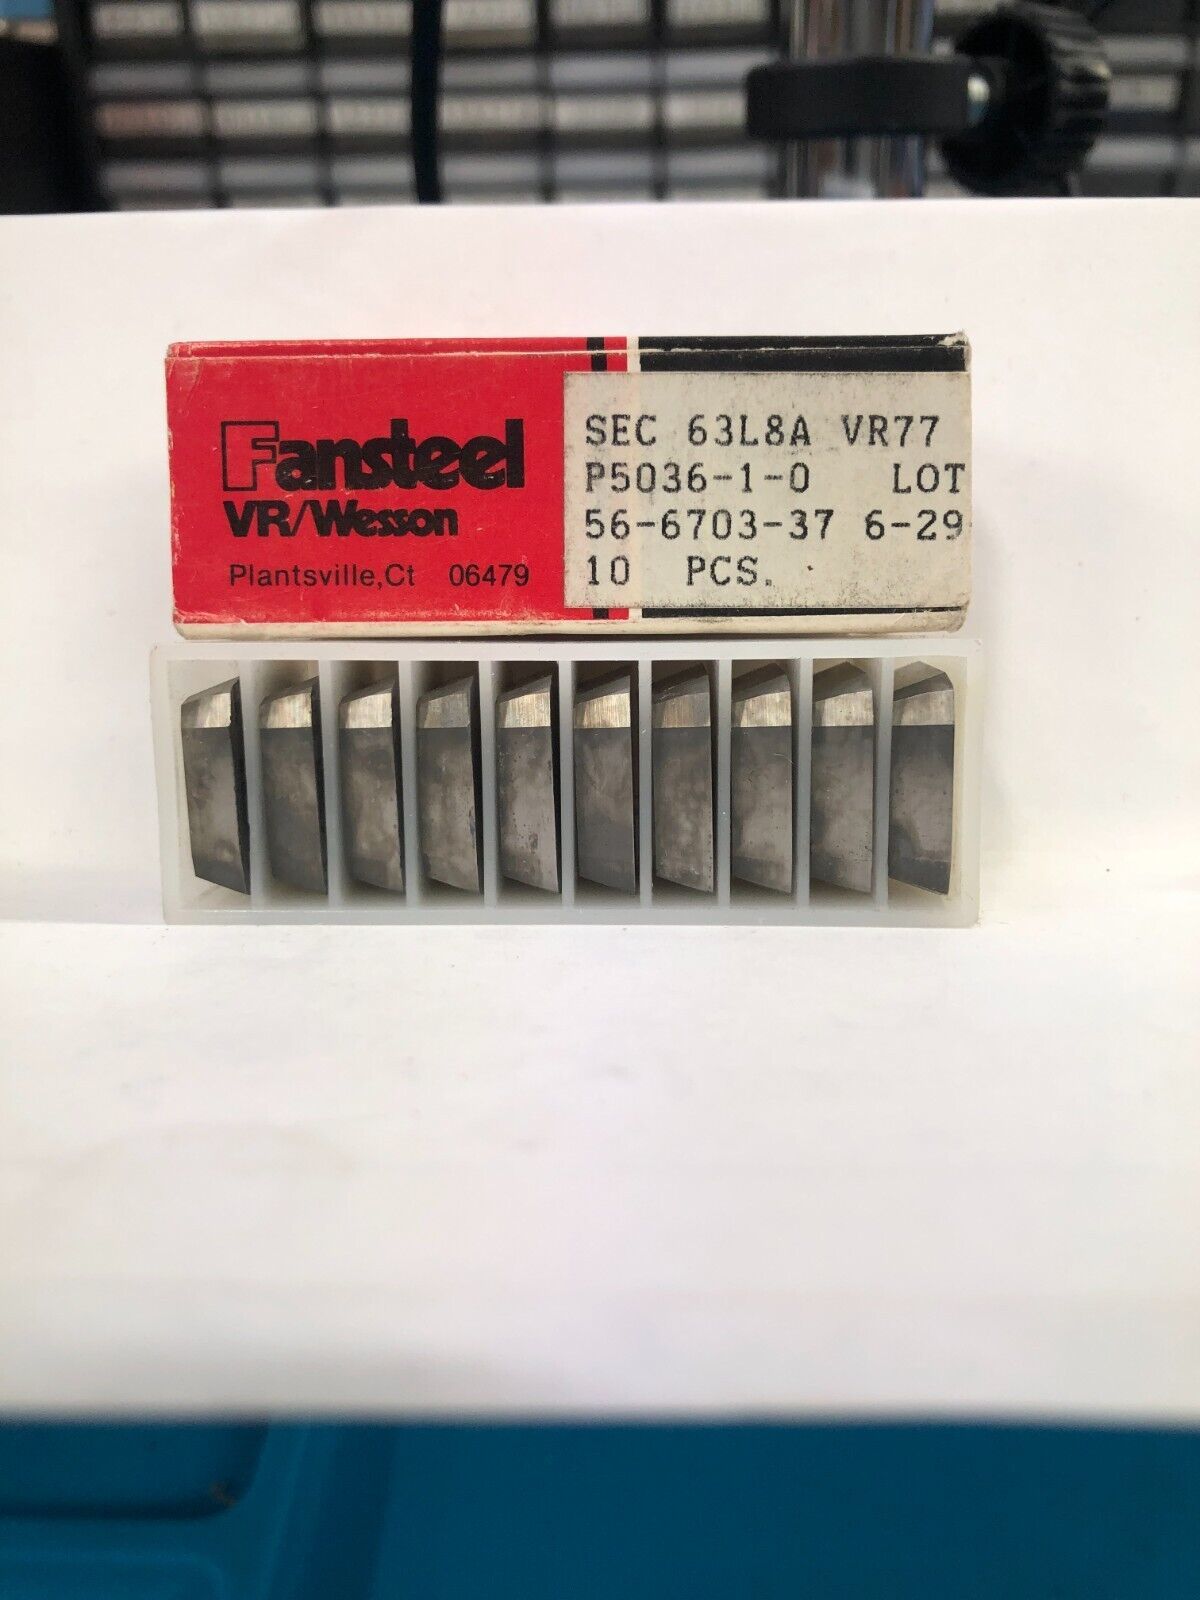 Fansteel
VR/Wesson
Plantsville,Ct 06479
SEC 63L8A VR77
P5036-1-0 LOT
56-6703-37 6-29
10 PCS.